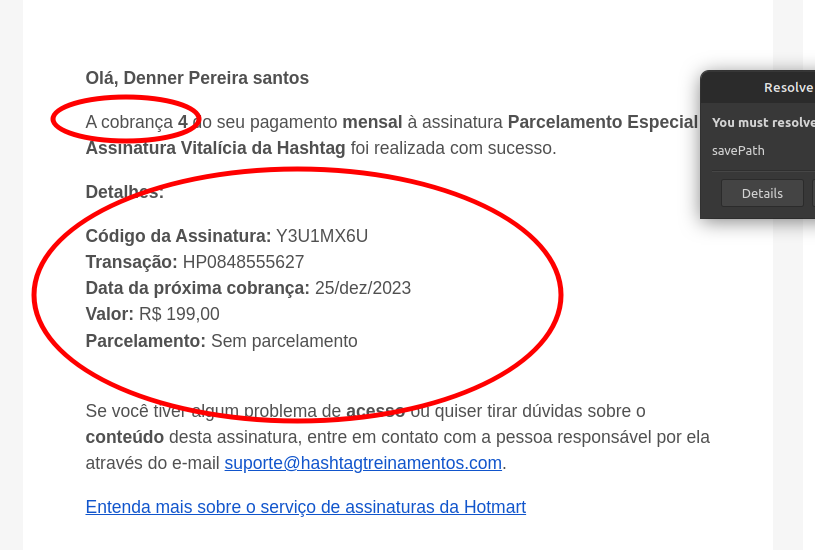 Olá, Denner Pereira santos
A cobrança 4 do seu pagamento mensal à assinatura Parcelamento Especial
Assinatura Vitalícia da Hashtag foi realizada com sucesso.
Detalhes:
Código da Assinatura: Y3U1MX6U
Transação: HP0848555627
Data da próxima cobrança: 25/dez/2023
Valor: R$ 199,00
Parcelamento: Sem parcelamento
Se você tiver algum problema de acesso ou quiser tirar dúvidas sobre o
conteúdo desta assinatura, entre em contato com a pessoa responsável por ela
através do e-mail suporte@hashtagtreinamentos.com.
Entenda mais sobre o serviço de assinaturas da Hotmart
Resolve
You must resolve
savePath
Details